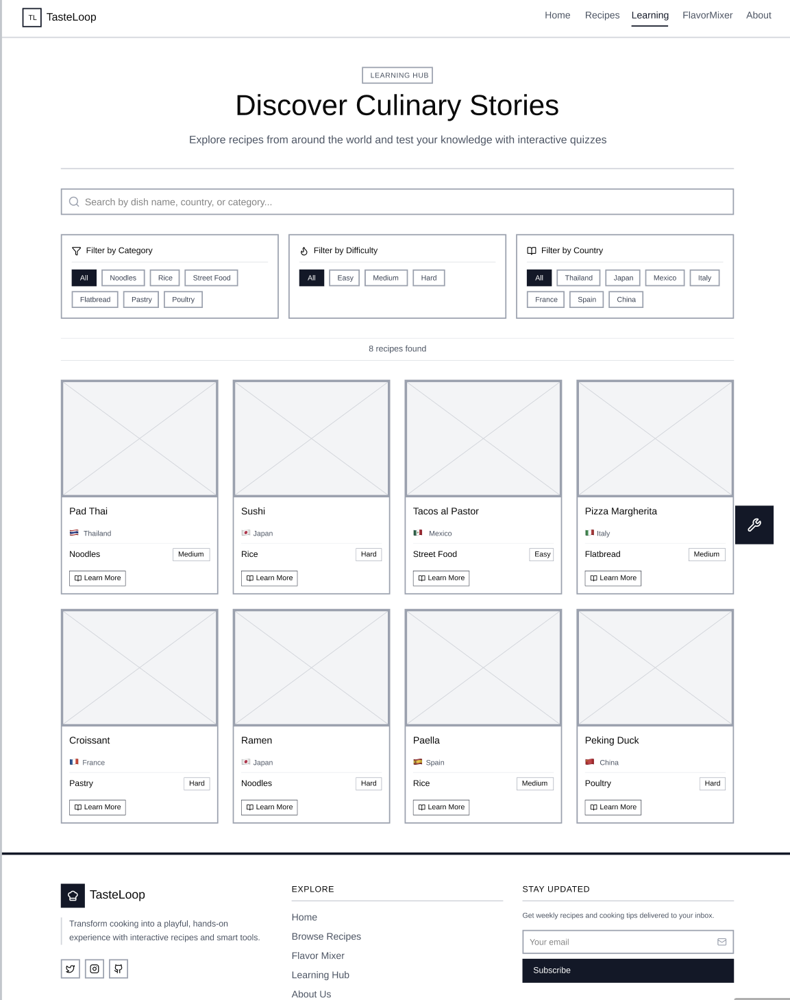 TL TasteLoop Home Recipes Learning FlavorMixer About
LEARNING HUB
Discover Culinary Stories
Explore recipes from around the world and test your knowledge with interactive quizzes
Search by dish name, country, or category...
Filter by Category
All Noodles Rice Street Food
Flatbread Pastry Poultry
Filter by Difficulty
All Easy Medium Hard
Filter by Country
All Thailand Japan Mexico Italy
France Spain China
8 recipes found
Pad Thai
Thailand
Noodles Medium
Learn More
Sushi
Japan
Rice Hard
Learn More
Tacos al Pastor
Mexico
Street Food Easy
Learn More
Pizza Margherita
Italy
Flatbread Medium
Learn More
Croissant
France
Pastry Hard
Learn More
Ramen
Japan
Noodles Hard
Learn More
Paella
Spain
Rice Medium
Learn More
Peking Duck
China
Poultry Hard
Learn More
TasteLoop
Transform cooking into a playful, hands-on
experience with interactive recipes and smart tools.
EXPLORE
Home
Browse Recipes
Flavor Mixer
Learning Hub
About Us
STAY UPDATED
Get weekly recipes and cooking tips delivered to your inbox.
Your email
Subscribe